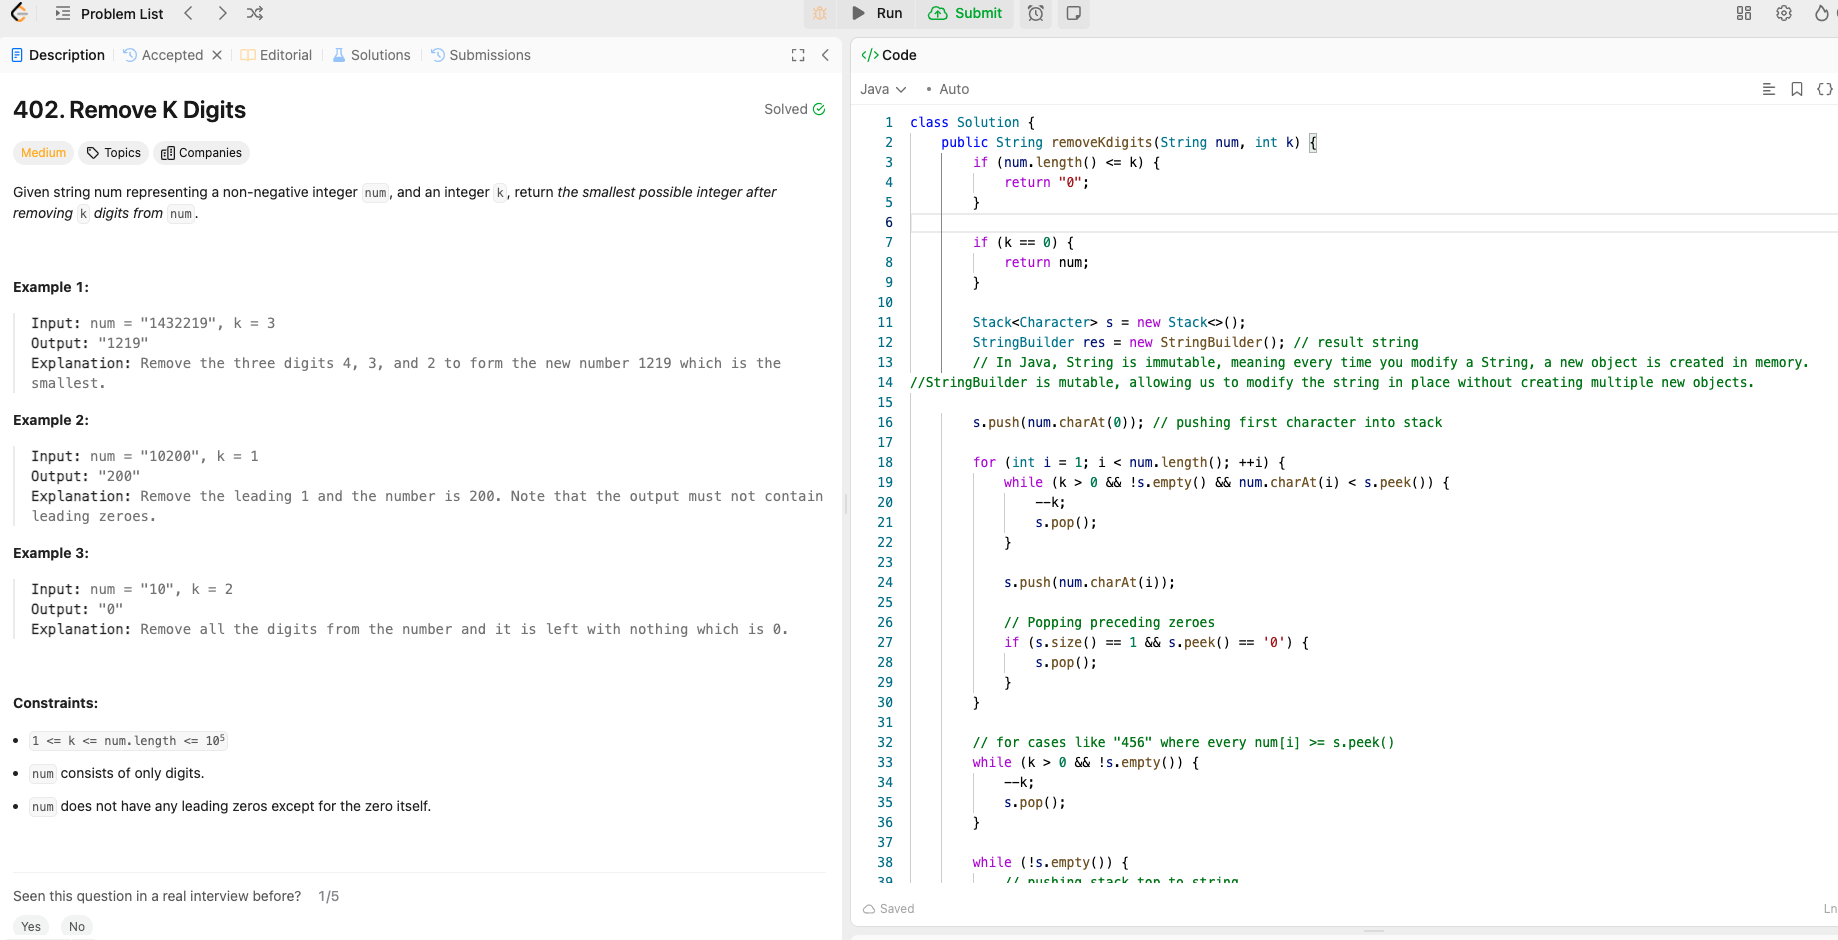 Problem List
Run
Submit
Description
Accepted
Editorial
Solutions
Submissions
402. Remove K Digits
Solved
Medium
Topics
Companies
Given string num representing a non-negative integer num, and an integer k, return the smallest possible integer after
removing k digits from num.
Example 1:
Input: num = "1432219", k = 3
Output: "1219"
Explanation: Remove the three digits 4, 3, and 2 to form the new number 1219 which is the
smallest.
Example 2:
Input: num = "10200", k = 1
Output: "200"
Explanation: Remove the leading 1 and the number is 200. Note that the output must not contain
leading zeroes.
Example 3:
Input: num = "10", k = 2
Output: "0"
Explanation: Remove all the digits from the number and it is left with nothing which is 0.
Constraints:
• 1 <= k <= num.length <= 10⁵
• num consists of only digits.
• num does not have any leading zeros except for the zero itself.
Seen this question in a real interview before? 1/5
Yes No
</> Code
Java • Auto
1 class Solution {
2 public String removeKdigits(String num, int k) {
3 if (num.length() <= k) {
4 return "0";
5 }
6
7 if (k == 0) {
8 return num;
9 }
10
11 Stack<Character> s = new Stack<>();
12 StringBuilder res = new StringBuilder(); // result string
13 // In Java, String is immutable, meaning every time you modify a String, a new object is created in memory.
14 //StringBuilder is mutable, allowing us to modify the string in place without creating multiple new objects.
15
16 s.push(num.charAt(0)); // pushing first character into stack
17
18 for (int i = 1; i < num.length(); ++i) {
19 while (k > 0 && !s.empty() && num.charAt(i) < s.peek()) {
20 --k;
21 s.pop();
22 }
23
24 s.push(num.charAt(i));
25
26 // Popping preceding zeroes
27 if (s.size() == 1 && s.peek() == '0') {
28 s.pop();
29 }
30 }
31
32 // for cases like "456" where every num[i] >= s.peek()
33 while (k > 0 && !s.empty()) {
34 --k;
35 s.pop();
36 }
37
38 while (!s.empty()) {
39 // pushing stack top to string
Saved
Ln